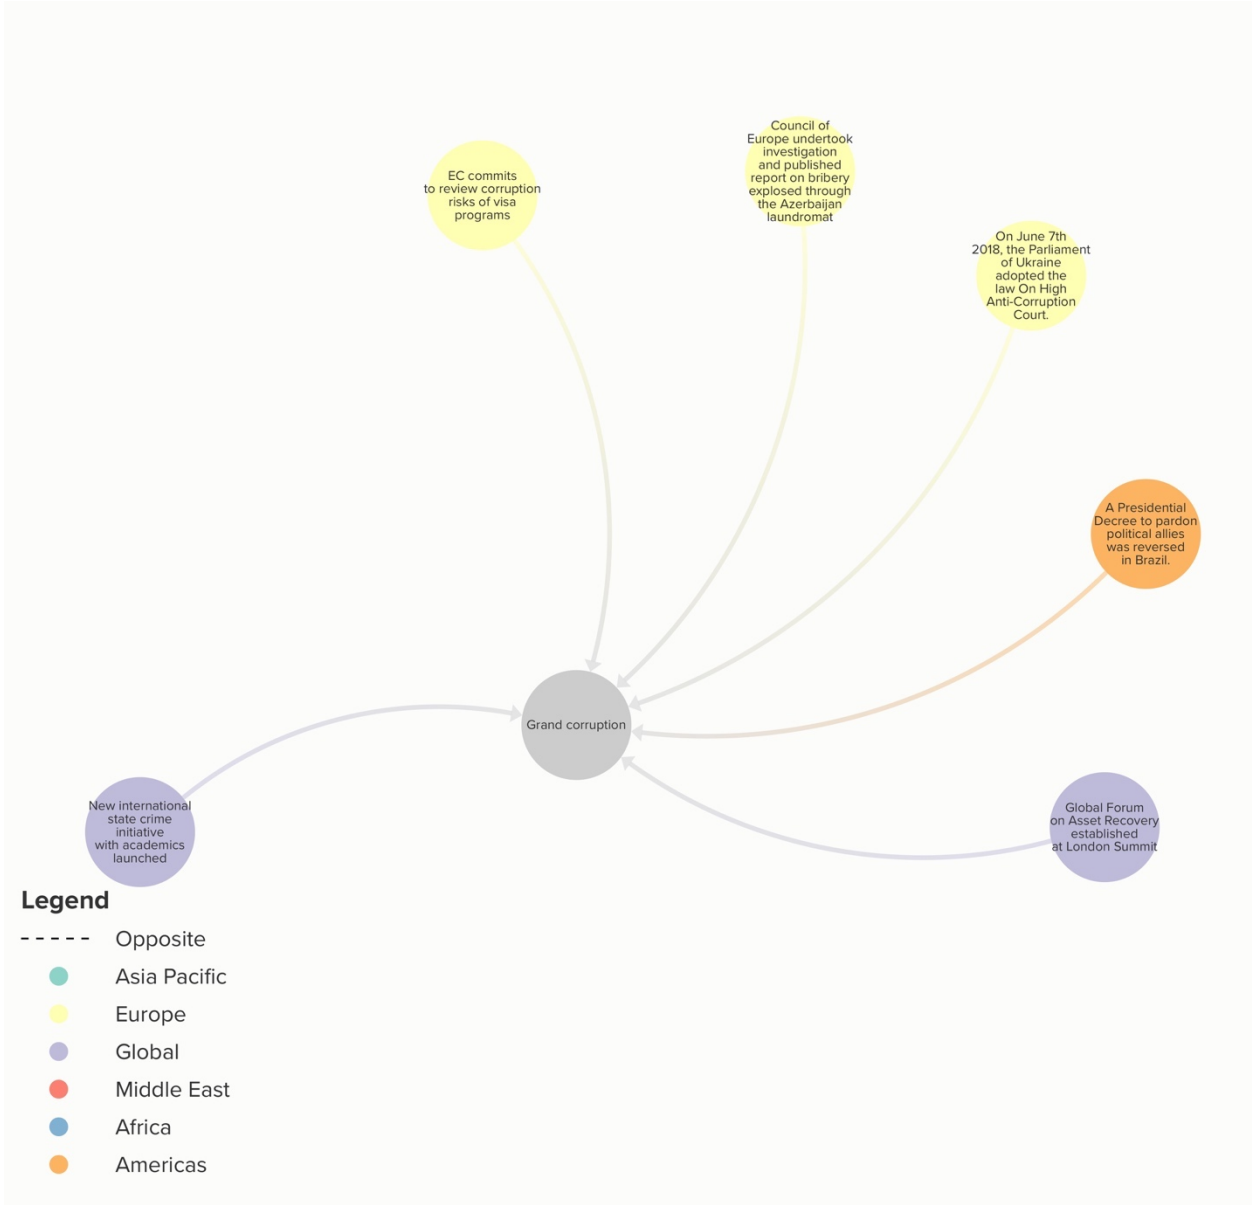 Council of
Europe undertook
investigation
and published
report on bribery
explosed through
the Azerbaijan
laundromat
EC commits
to review corruption
risks of visa
programs
On June 7th
2018, the Parliament
of Ukraine
adopted the
law On High
Anti-Corruption
Court.
A Presidential
Decree to pardon
political allies
was reversed
in Brazil.
Grand corruption
New international
state crime
initiative
with academics
launched
Global Forum
on Asset Recovery
established
at London Summit
Legend
Opposite
Asia Pacific
Europe
Global
Middle East
Africa
Americas